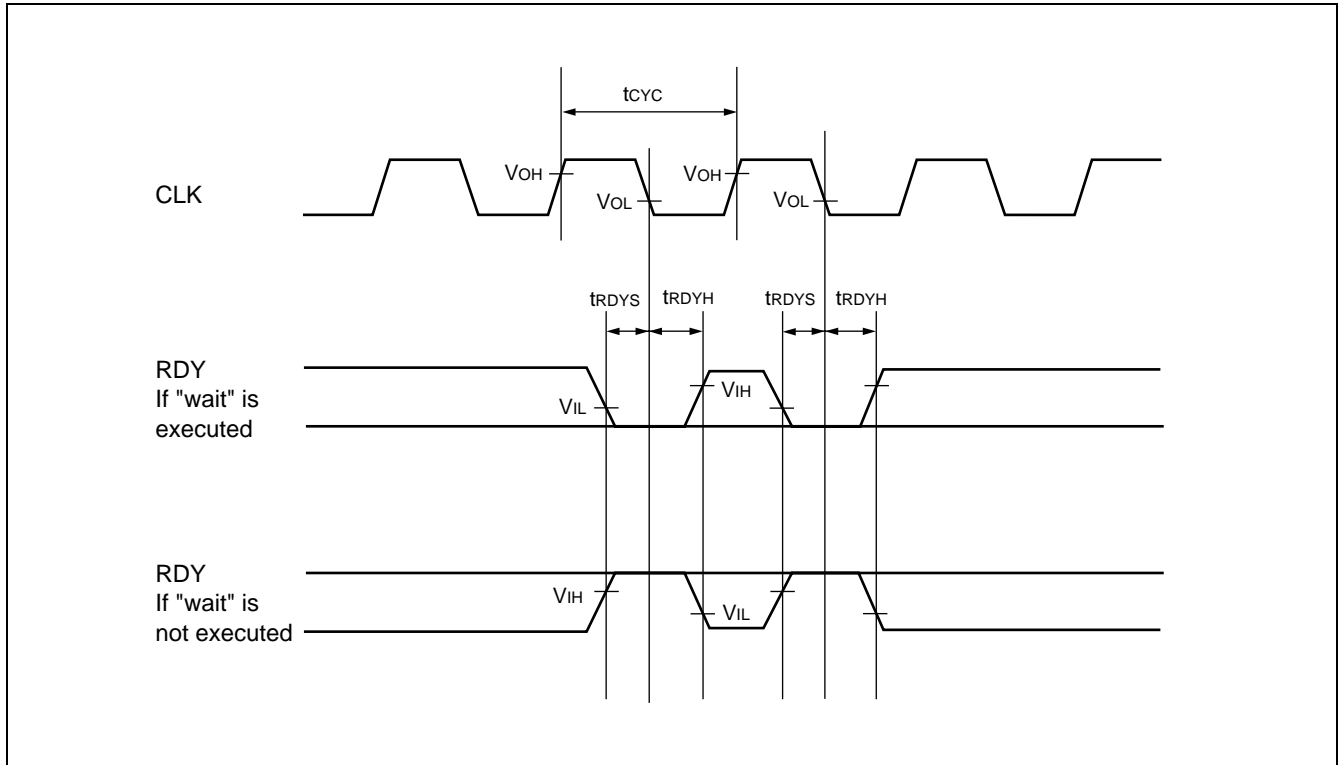 tCYC
CLK
VOH
VOL
VOH
VOL
tRDYS
tRDYH
tRDYS
tRDYH
RDY
If "wait" is
executed
VIL
VIH
RDY
If "wait" is
not executed
VIH
VIL